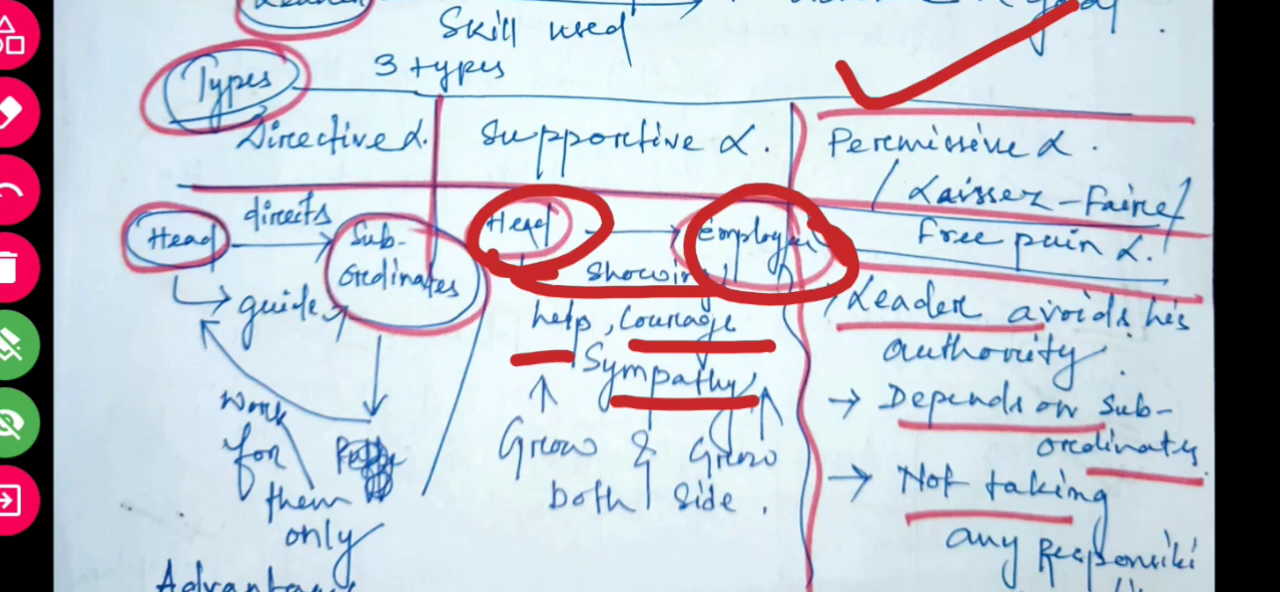 Skill used
Types
3 types
Directive L.
Supportive L.
Permissive L.
/ Laissez-Faire /
Free rein L.
Head
directs
Sub-
ordinates
guide
work
for
them
only
Head
Employee
showing
help, Courage
Sympathy
Grow & Grow
both side.
Leader avoids his
authority.
→ Depends on sub-
ordinates
→ Not taking
any
Advantage